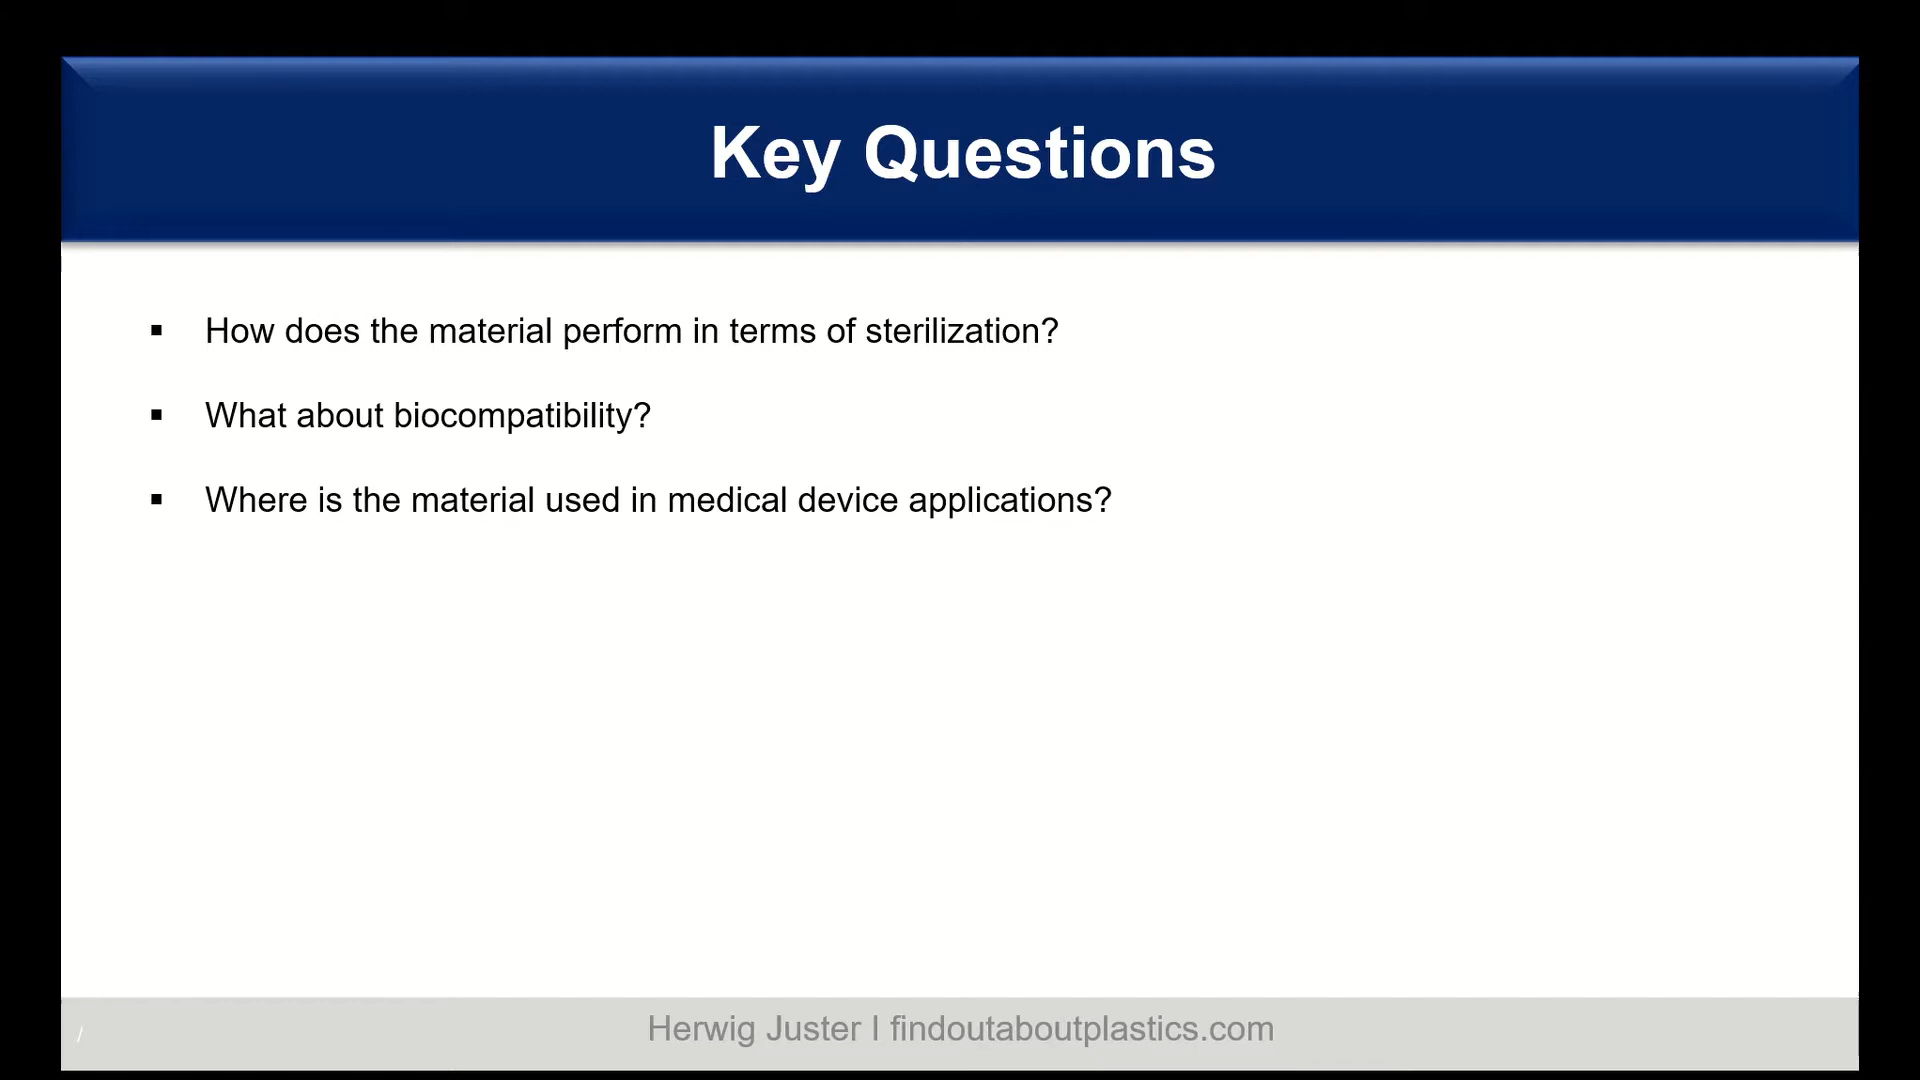 Key Questions
▪ How does the material perform in terms of sterilization?
▪ What about biocompatibility?
▪ Where is the material used in medical device applications?
/
Herwig Juster I findoutaboutplastics.com